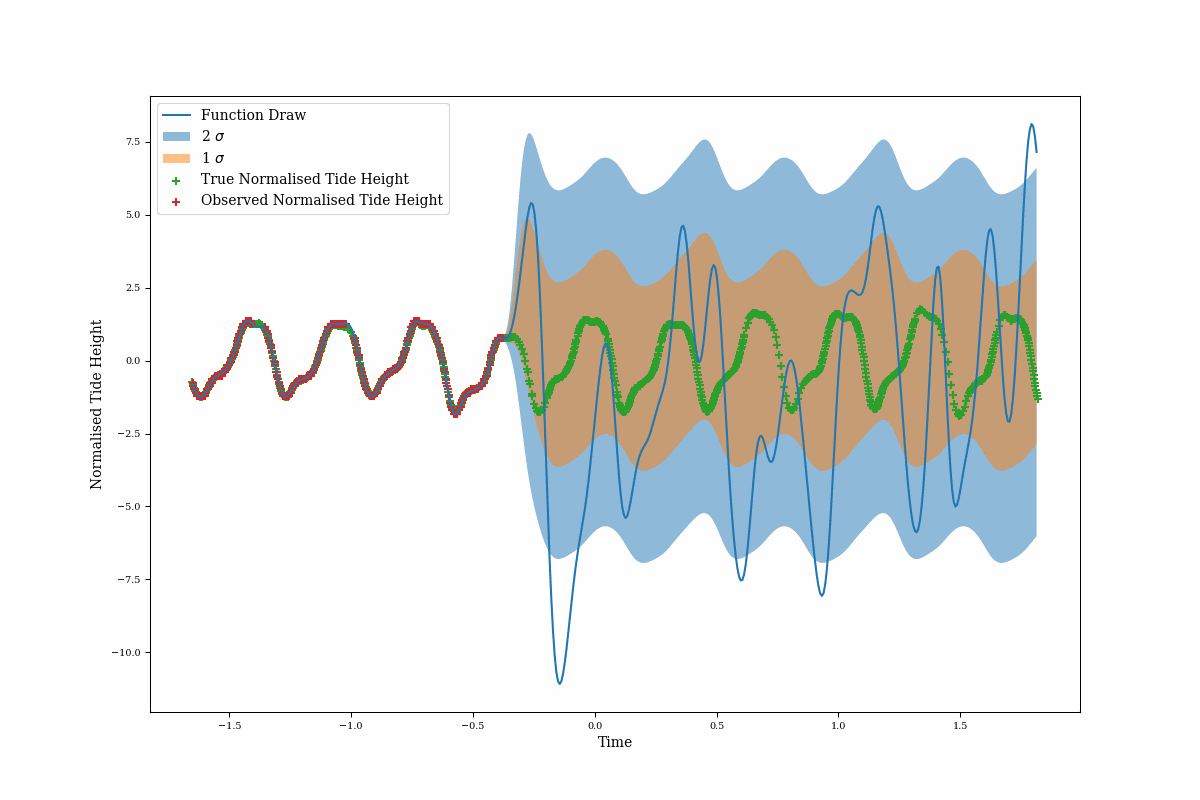 Function Draw
2 σ
1 σ
True Normalised Tide Height
Observed Normalised Tide Height
Normalised Tide Height
7.5
5.0
2.5
0.0
−2.5
−5.0
−7.5
−10.0
−1.5
−1.0
−0.5
0.0
0.5
1.0
1.5
Time